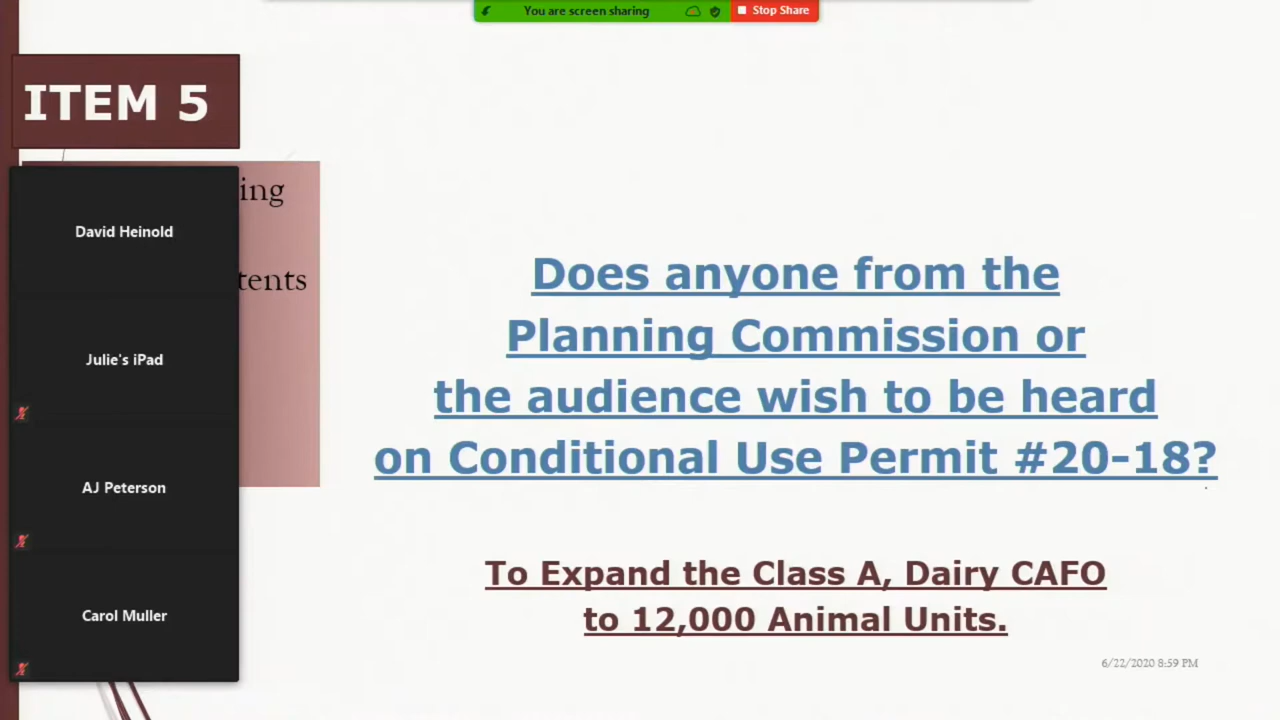 You are screen sharing
Stop Share
ITEM 5
ing
tents
David Heinold
Julie's iPad
AJ Peterson
Carol Muller
Does anyone from the
Planning Commission or
the audience wish to be heard
on Conditional Use Permit #20-18?
To Expand the Class A, Dairy CAFO
to 12,000 Animal Units.
6/22/2020 8:59 PM